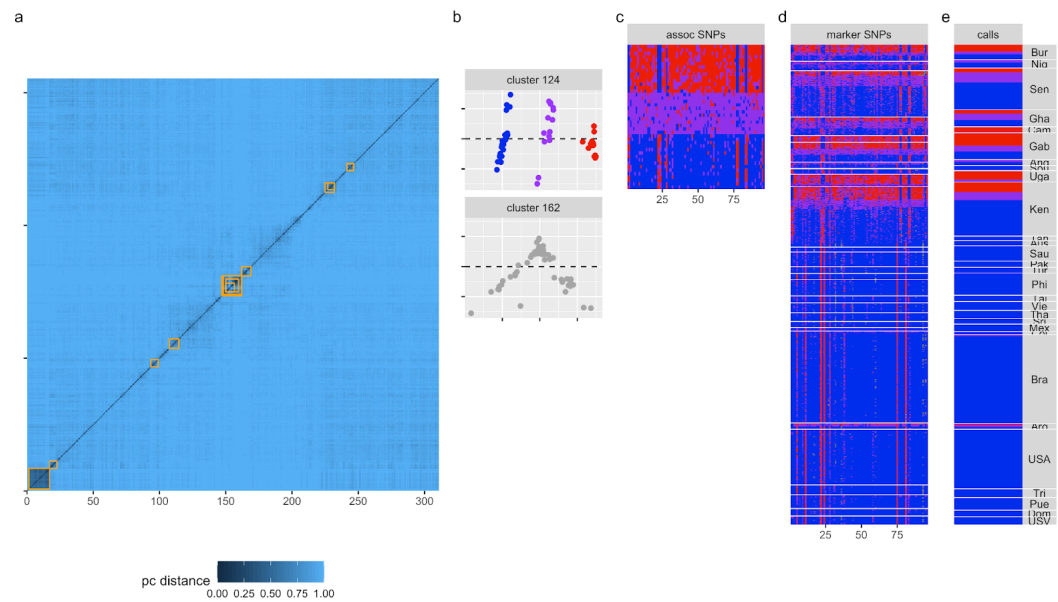 a
b
c
d
e
cluster 124
cluster 162
assoc SNPs
marker SNPs
calls
0
50
100
150
200
250
300
pc distance
0.00 0.25 0.50 0.75 1.00
25
50
75
25
50
75
Bur
Nig
Sen
Gha
Gab
Uga
Ken
Sau
Pak
Phi
Vie
Tha
Mex
Bra
Arg
USA
Tri
Pue
Dom
USV